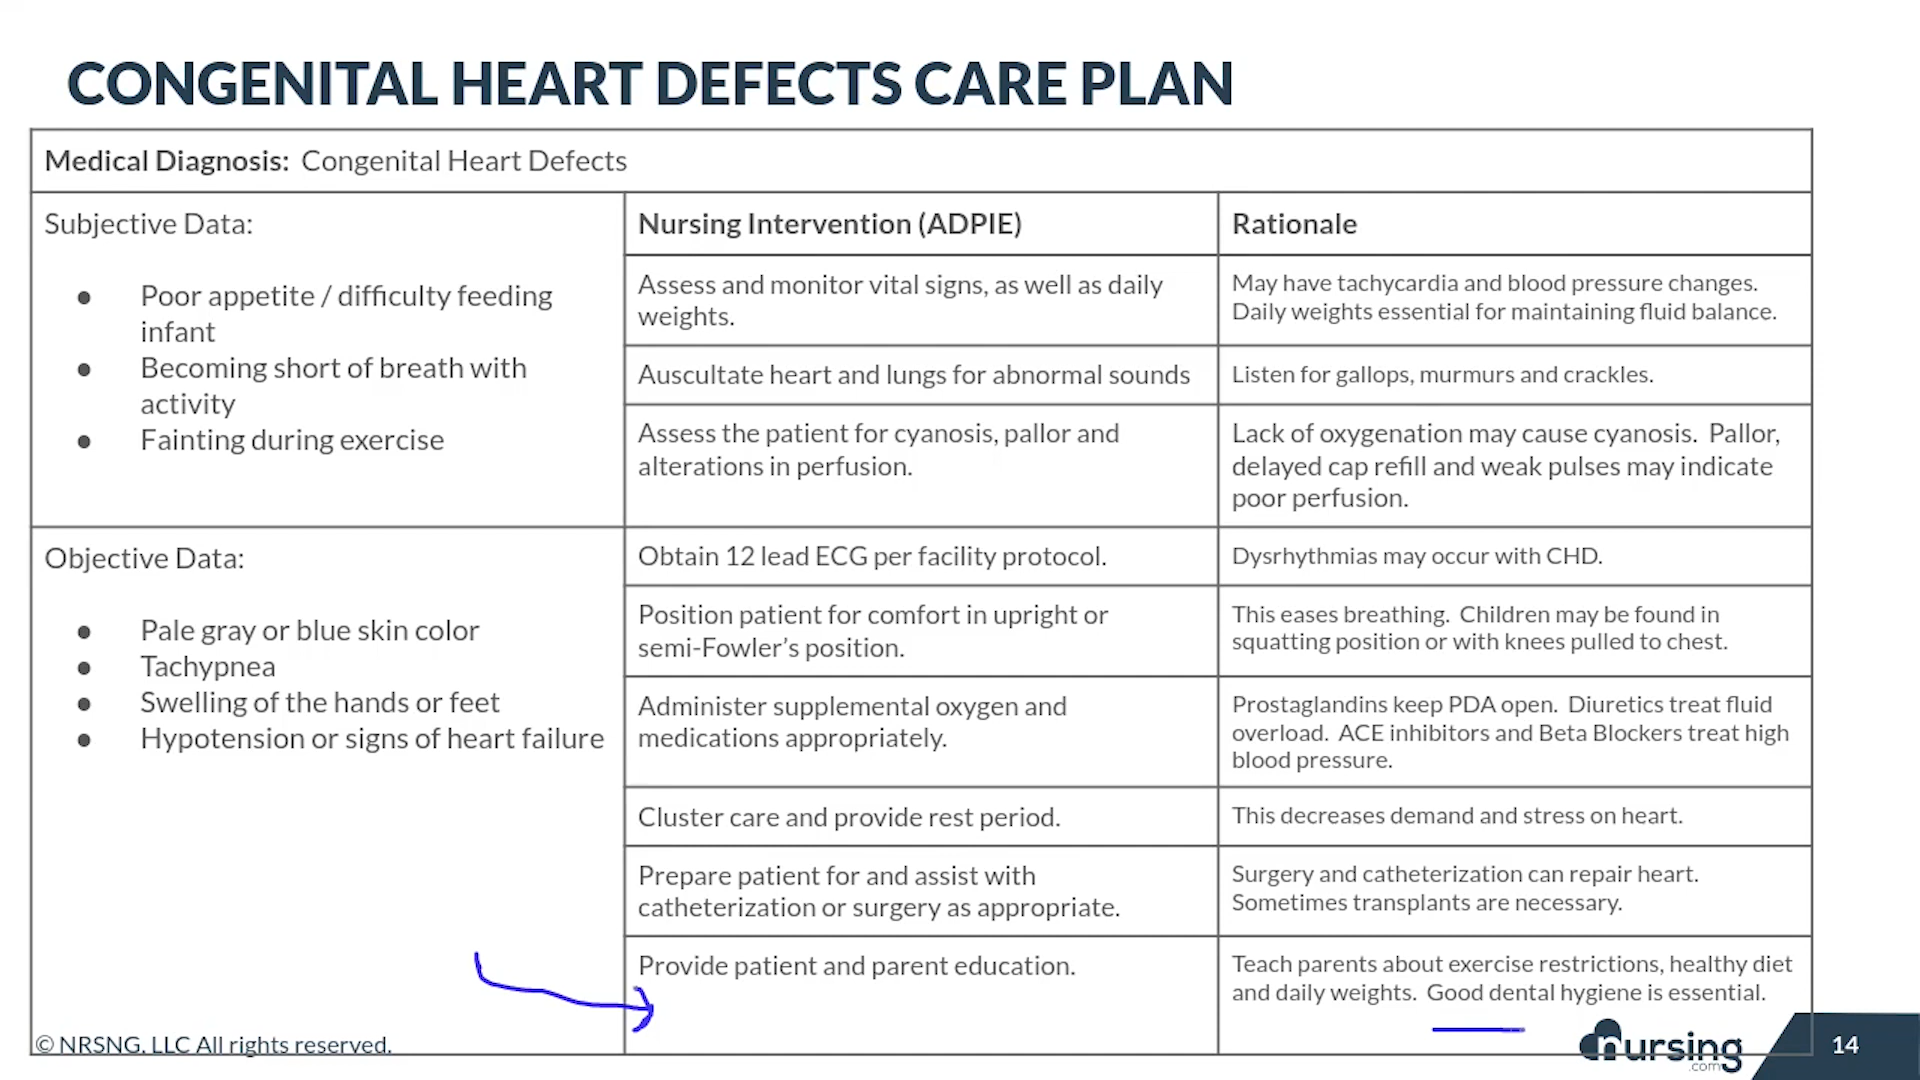 CONGENITAL HEART DEFECTS CARE PLAN
Medical Diagnosis: Congenital Heart Defects
Subjective Data:
● Poor appetite / difficulty feeding
infant
● Becoming short of breath with
activity
● Fainting during exercise
Nursing Intervention (ADPIE)
Rationale
Assess and monitor vital signs, as well as daily
weights.
May have tachycardia and blood pressure changes.
Daily weights essential for maintaining fluid balance.
Auscultate heart and lungs for abnormal sounds
Listen for gallops, murmurs and crackles.
Assess the patient for cyanosis, pallor and
alterations in perfusion.
Lack of oxygenation may cause cyanosis. Pallor,
delayed cap refill and weak pulses may indicate
poor perfusion.
Objective Data:
● Pale gray or blue skin color
● Tachypnea
● Swelling of the hands or feet
● Hypotension or signs of heart failure
Obtain 12 lead ECG per facility protocol.
Dysrhythmias may occur with CHD.
Position patient for comfort in upright or
semi-Fowler’s position.
This eases breathing. Children may be found in
squatting position or with knees pulled to chest.
Administer supplemental oxygen and
medications appropriately.
Prostaglandins keep PDA open. Diuretics treat fluid
overload. ACE inhibitors and Beta Blockers treat high
blood pressure.
Cluster care and provide rest period.
This decreases demand and stress on heart.
Prepare patient for and assist with
catheterization or surgery as appropriate.
Surgery and catheterization can repair heart.
Sometimes transplants are necessary.
Provide patient and parent education.
Teach parents about exercise restrictions, healthy diet
and daily weights. Good dental hygiene is essential.
© NRSNG, LLC All rights reserved.
nursing
.com
14